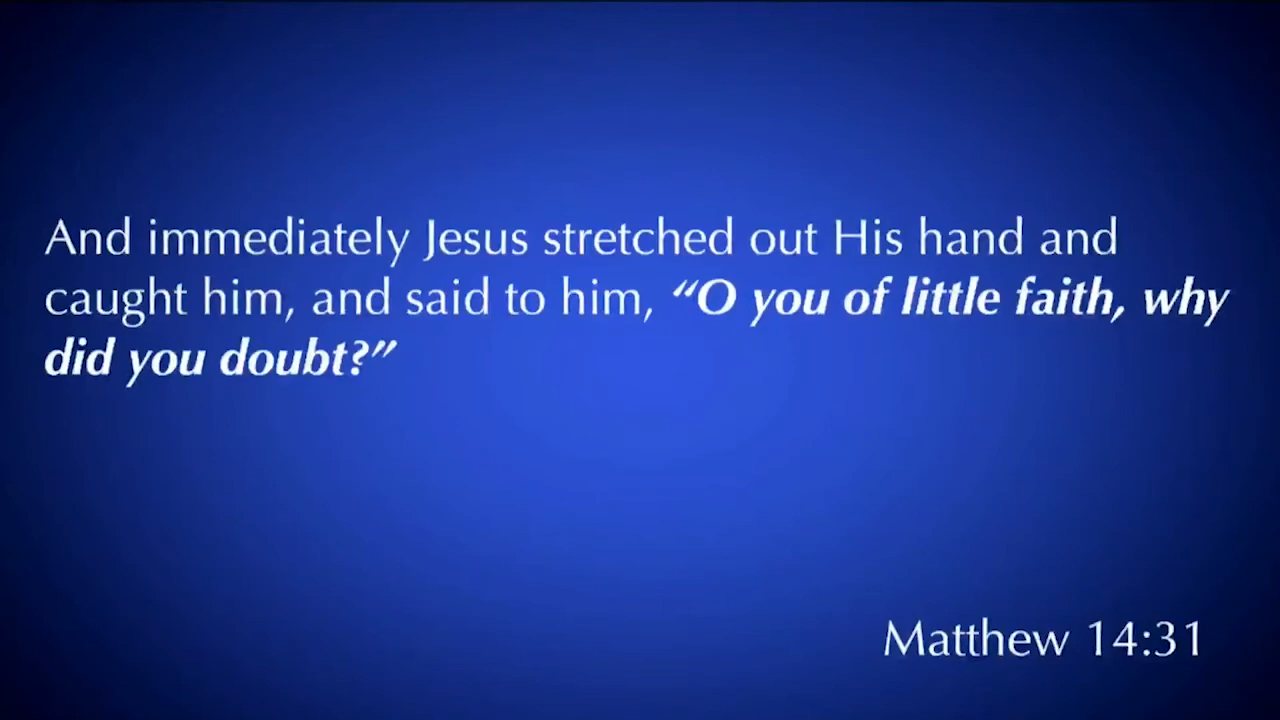 And immediately Jesus stretched out His hand and
caught him, and said to him, “O you of little faith, why
did you doubt?”
Matthew 14:31